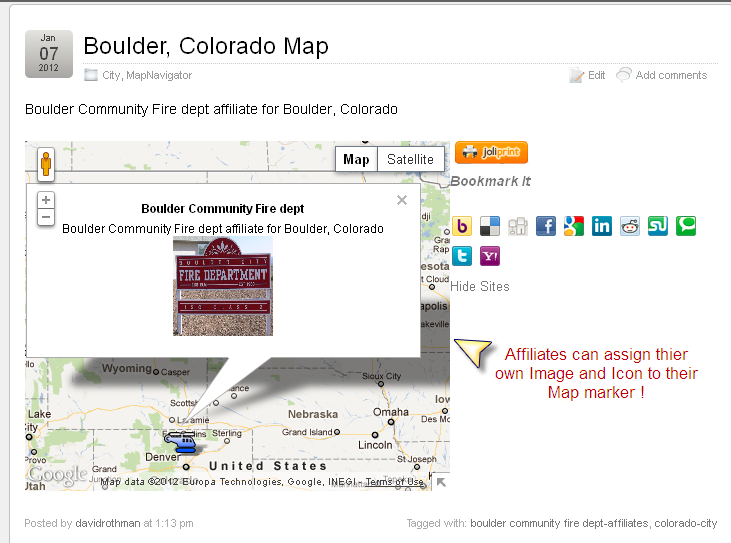 Jan
07
2012
Boulder, Colorado Map
City, MapNavigator
Edit
Add comments
Boulder Community Fire dept affiliate for Boulder, Colorado
Map
Satellite
joliprint
Bookmark It
Boulder Community Fire dept
Boulder Community Fire dept affiliate for Boulder, Colorado
BOULDER CITY
FIRE DEPARTMENT
ISO CLASS
Hide Sites
Affiliates can assign thier
own Image and Icon to their
Map marker !
Wyoming
Casper
Scottsbluff
Laramie
Sterling
Denver
Nebraska
Grand Island
Sioux City
Omaha
Lincoln
Lake
City
Provo
Utah
Grand
Junction
United States
St Joseph
Google
Map data ©2012 Europa Technologies, Google, INEGI - Terms of Use
Posted by davidrothman at 1:13 pm
Tagged with: boulder community fire dept-affiliates, colorado-city